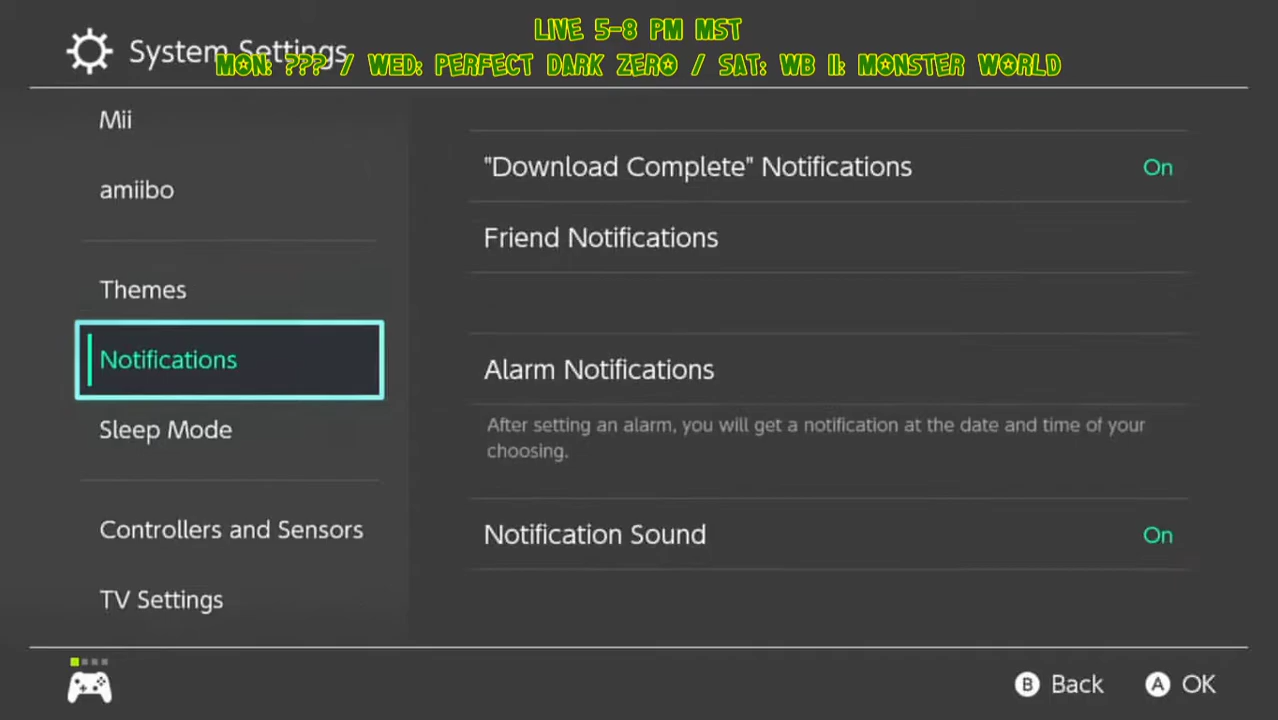 LIVE 5-8 PM MST
System Settings
MON: ??? / WED: PERFECT DARK ZERO / SAT: WB II: MONSTER WORLD
Mii
amiibo
Themes
Notifications
Sleep Mode
Controllers and Sensors
TV Settings
"Download Complete" Notifications On
Friend Notifications
Alarm Notifications
After setting an alarm, you will get a notification at the date and time of your
choosing.
Notification Sound On
B Back A OK